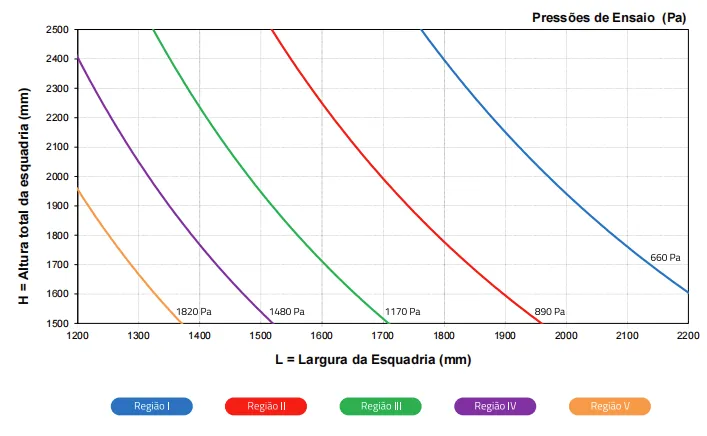 Pressões de Ensaio (Pa)
H = Altura total da esquadria (mm)
2500
2400
2300
2200
2100
2000
1900
1800
1700
1600
1500
660 Pa
1820 Pa
1480 Pa
1170 Pa
890 Pa
1200 1300 1400 1500 1600 1700 1800 1900 2000 2100 2200
L = Largura da Esquadria (mm)
Região I Região II Região III Região IV Região V